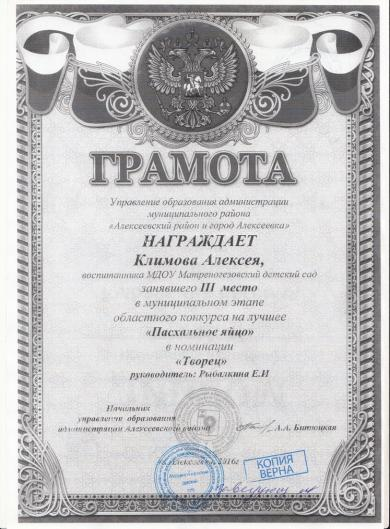 ГРАМОТА
Управление образования администрации
муниципального района
«Алексеевский район и город Алексеевка»
НАГРАЖДАЕТ
Климова Алексея,
воспитанника МДОУ Матреногезовский детский сад
занявшего III место
в муниципальном этапе
областного конкурса на лучшее
«Пасхальное яйцо»
в номинации
«Творец»
руководитель: Рыбалкина Е.И
Начальник
управления образования
администрации Алексеевского района
Л.А. Битюцкая
г. Алексеевка, 2016г
КОПИЯ
ВЕРНА